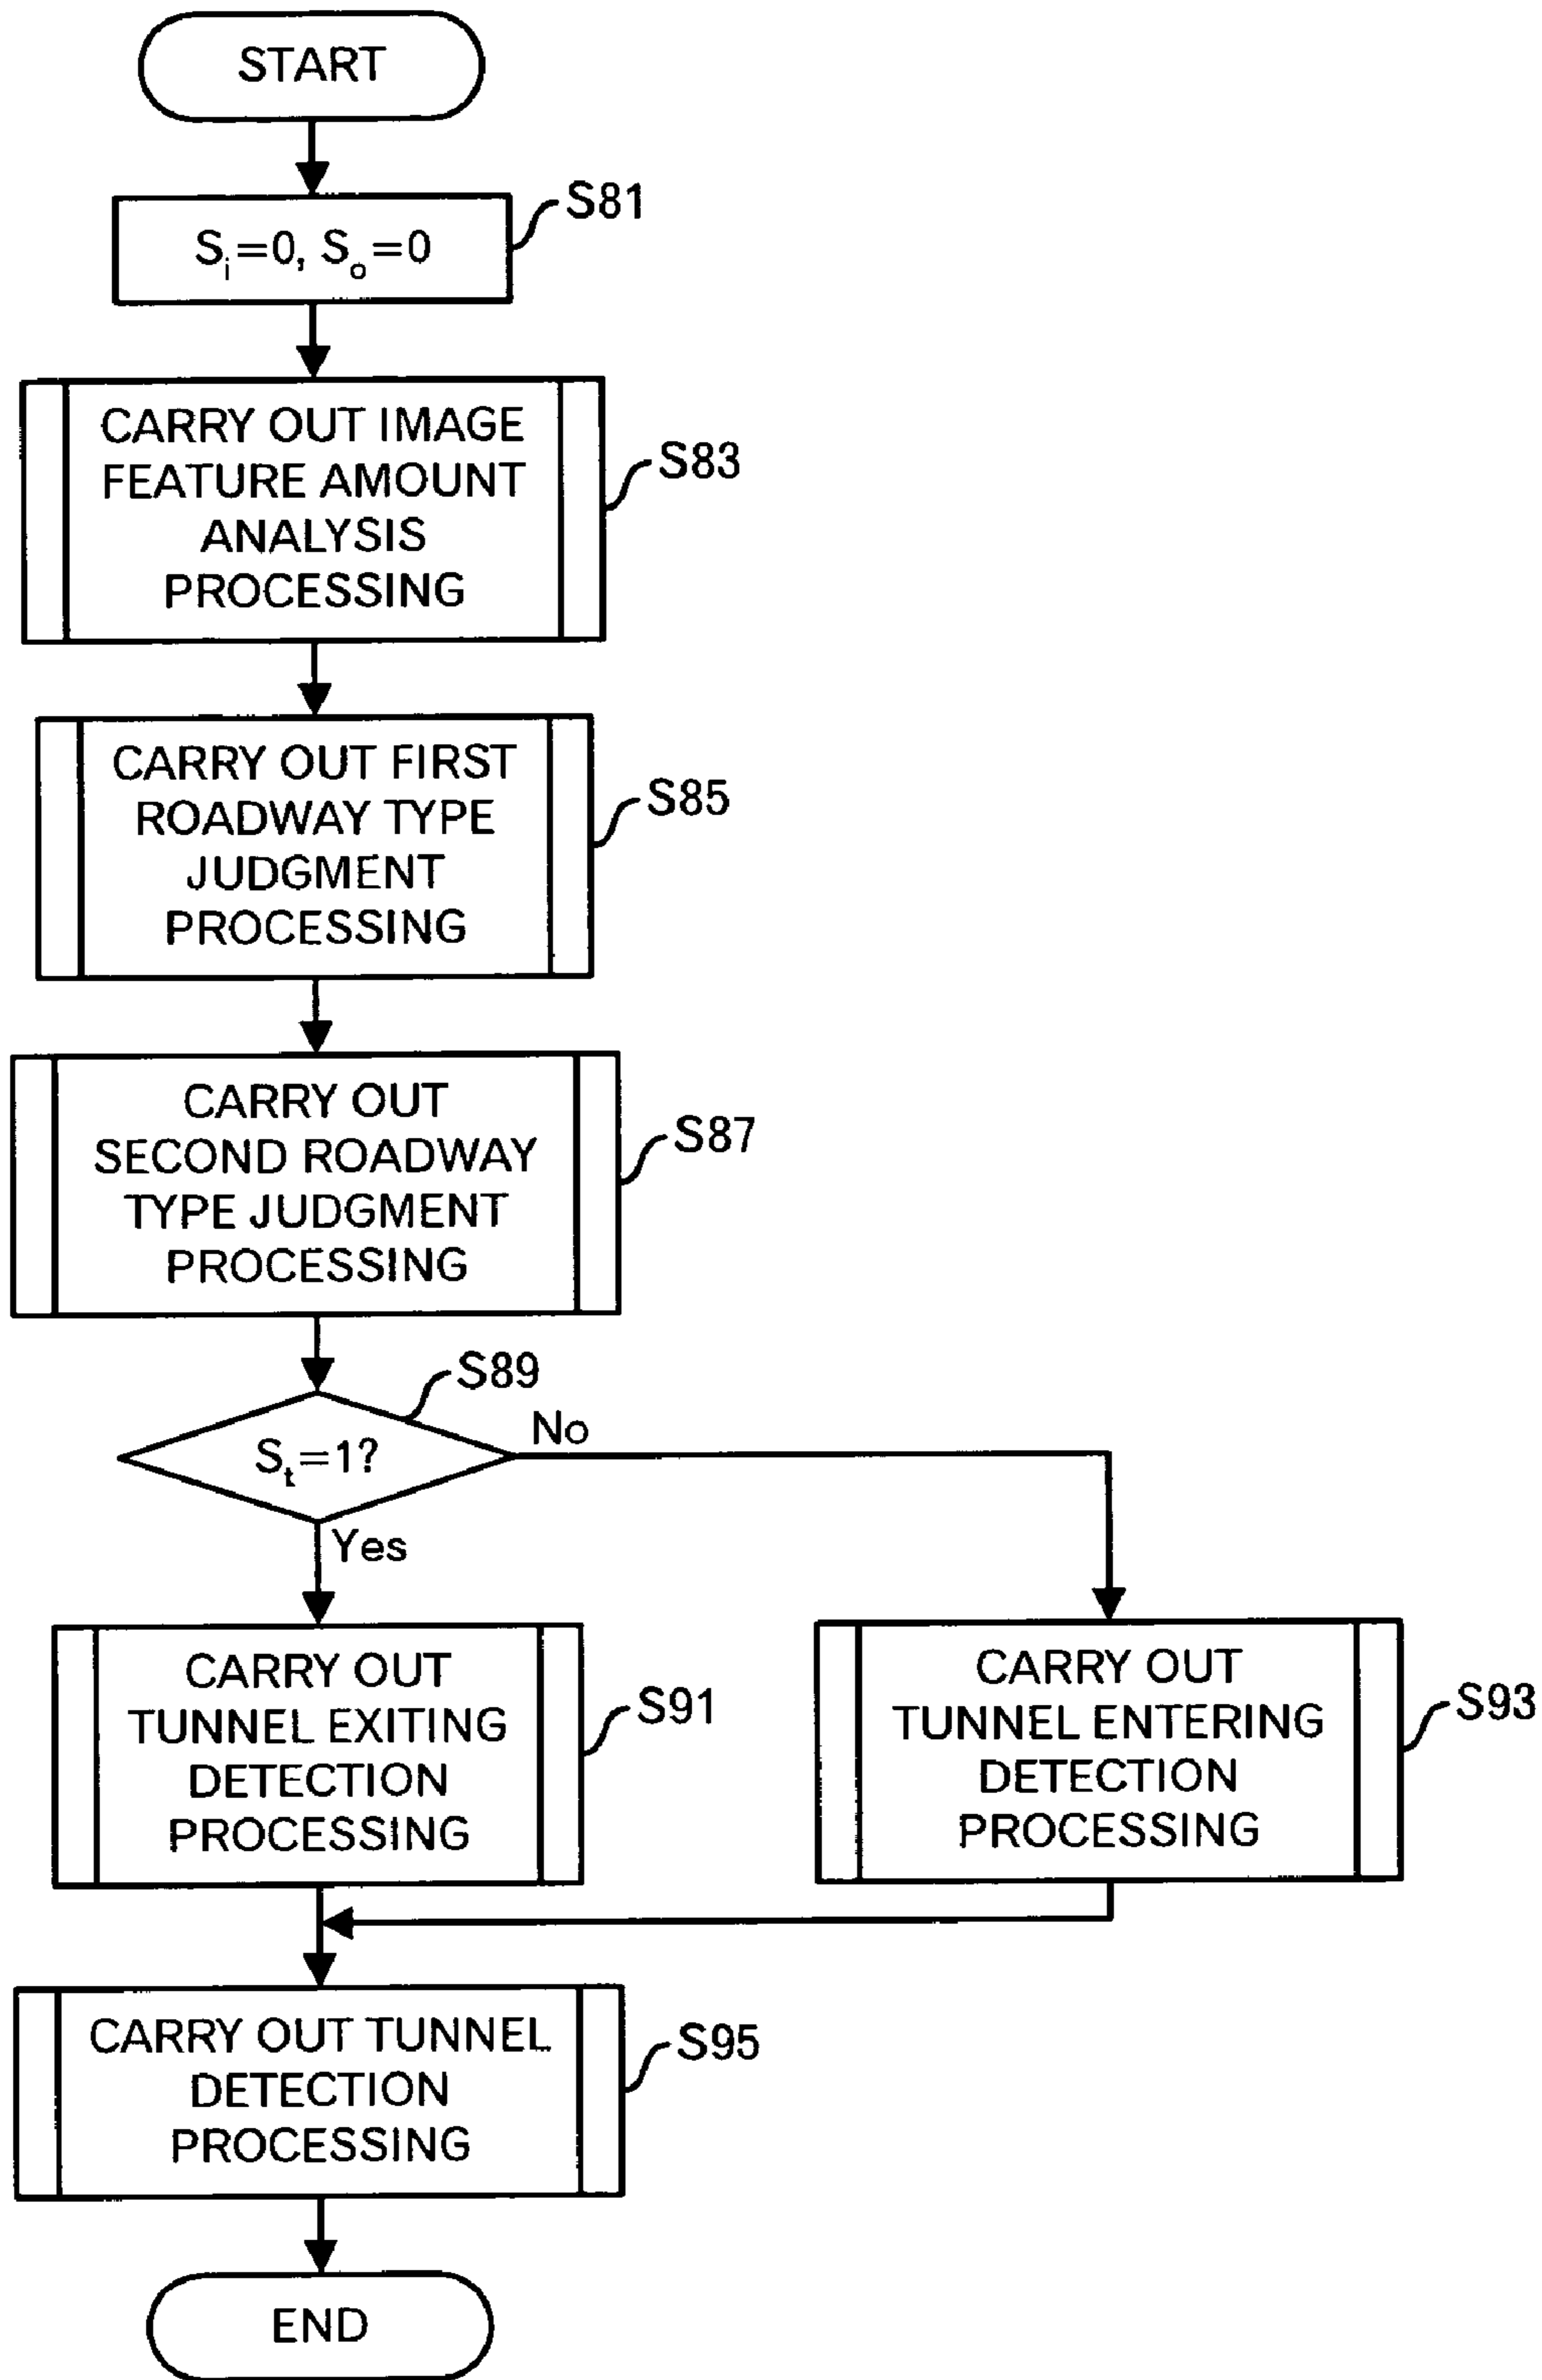 START
S81
Sᵢ=0, Sₒ=0
CARRY OUT IMAGE
FEATURE AMOUNT
ANALYSIS
PROCESSING
S83
CARRY OUT FIRST
ROADWAY TYPE
JUDGMENT
PROCESSING
S85
CARRY OUT
SECOND ROADWAY
TYPE JUDGMENT
PROCESSING
S87
S89
Sₜ=1?
No
Yes
CARRY OUT
TUNNEL EXITING
DETECTION
PROCESSING
S91
CARRY OUT
TUNNEL ENTERING
DETECTION
PROCESSING
S93
CARRY OUT TUNNEL
DETECTION
PROCESSING
S95
END